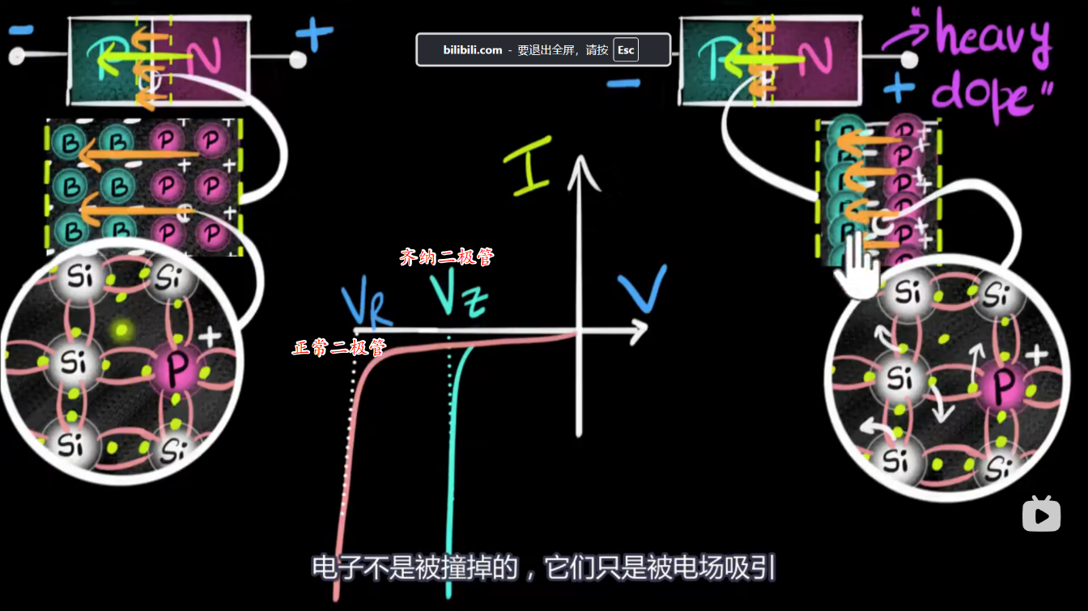 bilibili.com - 要退出全屏，请按 Esc
- P N +
- P N +
"heavy
dope"
B B P P
B B P P
B B P P
B P
B P
B P
B P
B
I
齐纳二极管
VR VZ V
正常二极管
Si Si
Si P +
Si Si
Si Si
Si P +
Si Si
电子不是被撞掉的，它们只是被电场吸引